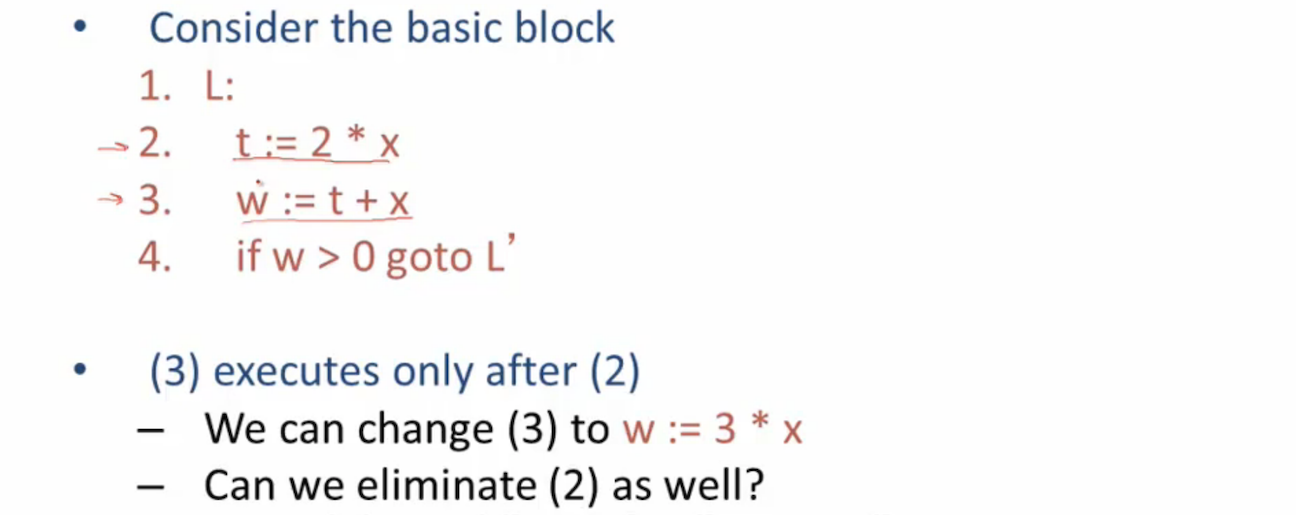 • Consider the basic block
1. L:
2. t := 2 * x
3. w := t + x
4. if w > 0 goto L’
• (3) executes only after (2)
– We can change (3) to w := 3 * x
– Can we eliminate (2) as well?